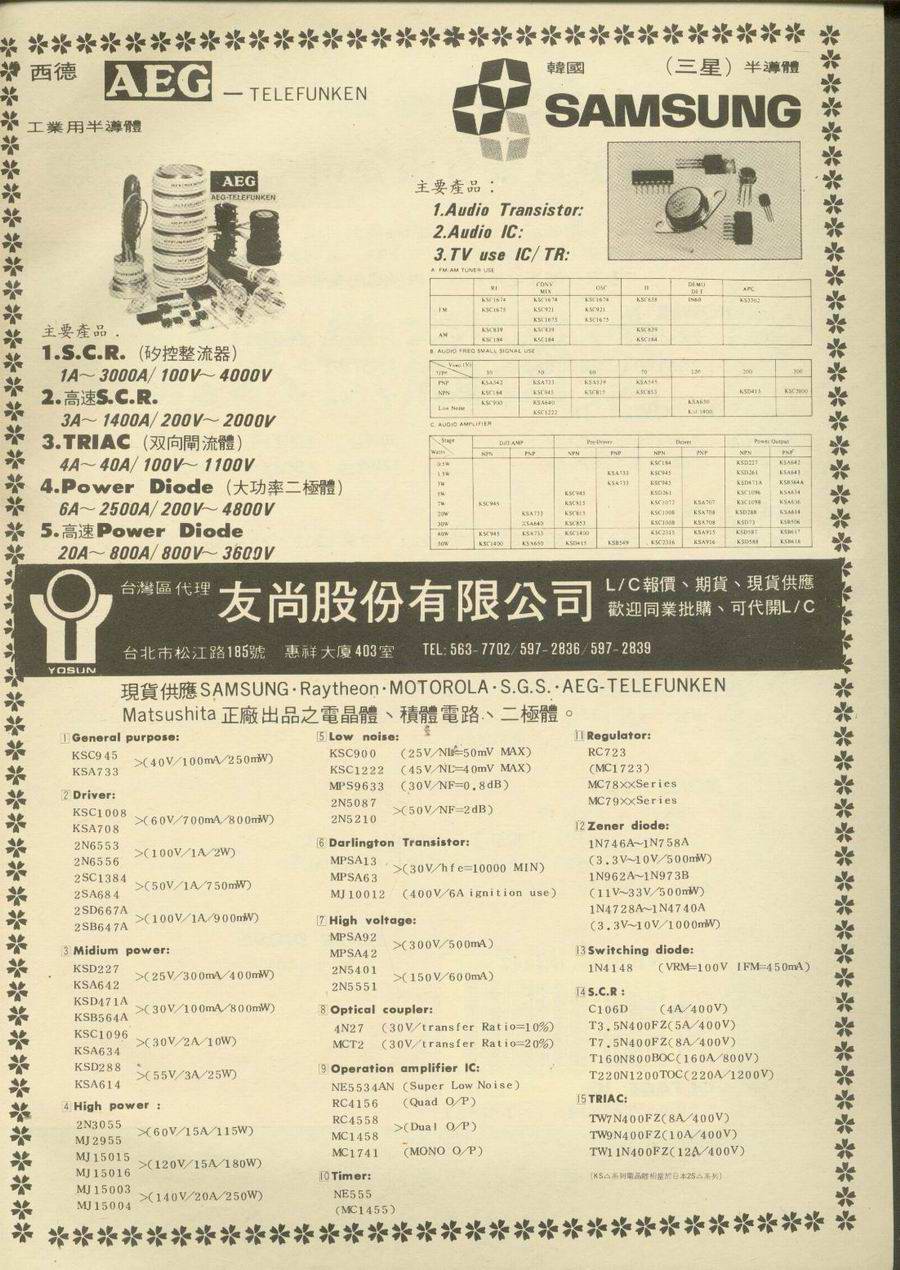 西德 AEG — TELEFUNKEN
工業用半導體
AEG
AEG-TELEFUNKEN
主要產品：
1.S.C.R. (矽控整流器)
1A～3000A/100V～4000V
2.高速S.C.R.
3A～1400A/200V～2000V
3.TRIAC (双向閘流體)
4A～40A/100V～1100V
4.Power Diode (大功率二極體)
6A～2500A/200V～4800V
5.高速Power Diode
20A～800A/800V～3600V
韓國 (三星) 半導體
SAMSUNG
主要產品：
1.Audio Transistor:
2.Audio IC:
3.TV use IC/TR:
A. FM/AM TUNER USE
R1 CONV MIX OSC DEMO DET APC
FM KSC1674 KSC1674 KSC1674 KSC838 IN60 KS3502
KSC1675 KSC921 KSC921
KSC1675 KSC1675
AM KSC839 KSC839 KSC839
KSC184 KSC184 KSC184
B. AUDIO FREQ SMALL SIGNAL USE
TYPE 30 50 60 70 120 200 300
PNP KSA542 KSA733 KSA539 KSA545
NPN KSC184 KSC945 KSC815 KSC853 KSD415 KSC2000
Low Noise KSC900 KSA640 KSA650
KSC1222 KSC1400
C. AUDIO AMPLIFIER
Stage Diff-AMP Pre-Driver Driver Power Output
Watts NPN PNP NPN PNP NPN PNP NPN PNP
0.5W KSC184 KSD227 KSA642
1.5W KSA733 KSC945 KSD261 KSA643
3W KSA733 KSC945 KSD471A KSB564A
5W KSC945 KSD261 KSC1096 KSA634
7W KSC945 KSC815 KSC1072 KSA707 KSC1098 KSA636
20W KSA733 KSC815 KSC1008 KSA708 KSD288 KSA614
30W KSA640 KSC853 KSC1008 KSA708 KSD73 KSB506
40W KSC945 KSA733 KSC1400 KSC2315 KSA915 KSD587 KSB617
50W KSC1400 KSA650 KSD415 KSB549 KSC2316 KSA916 KSD588 KSB618
YOSUN
台灣區代理 友尚股份有限公司
L/C報價、期貨、現貨供應
歡迎同業批購、可代開L/C
台北市松江路185號 惠祥大廈403室 TEL: 563-7702/597-2836/597-2839
現貨供應SAMSUNG·Raytheon·MOTOROLA·S.G.S.·AEG-TELEFUNKEN
Matsushita 正廠出品之電晶體、積體電路、二極體。
1 General purpose:
KSC945
KSA733 >(40V/100mA/250mW)
2 Driver:
KSC1008
KSA708 >(60V/700mA/800mW)
2N6553
2N6556 >(100V/1A/2W)
2SC1384
2SA684 >(50V/1A/750mW)
2SD667A
2SB647A >(100V/1A/900mW)
3 Midium power:
KSD227
KSA642 >(25V/300mA/400mW)
KSD471A
KSB564A >(30V/100mA/800mW)
KSC1096
KSA634 >(30V/2A/10W)
KSD288
KSA614 >(55V/3A/25W)
4 High power :
2N3055
MJ2955 >(60V/15A/115W)
MJ15015
MJ15016 >(120V/15A/180W)
MJ15003
MJ15004 >(140V/20A/250W)
5 Low noise:
KSC900 (25V/NL=50mV MAX)
KSC1222 (45V/NL=40mV MAX)
MPS9633 (30V/NF=0.8dB)
2N5087
2N5210 >(50V/NF=2dB)
6 Darlington Transistor:
MPSA13
MPSA63 >(30V/hfe=10000 MIN)
MJ10012 (400V/6A ignition use)
7 High voltage:
MPSA92
MPSA42 >(300V/500mA)
2N5401
2N5551 >(150V/600mA)
8 Optical coupler:
4N27 (30V/transfer Ratio=10%)
MCT2 (30V/transfer Ratio=20%)
9 Operation amplifier IC:
NE5534AN (Super Low Noise)
RC4156 (Quad O/P)
RC4558
MC1458 >(Dual O/P)
MC1741 (MONO O/P)
10 Timer:
NE555
(MC1455)
11 Regulator:
RC723
(MC1723)
MC78××Series
MC79××Series
12 Zener diode:
1N746A～1N758A
(3.3V～10V/500mW)
1N962A～1N973B
(11V～33V/500mW)
1N4728A～1N4740A
(3.3V～10V/1000mW)
13 Switching diode:
1N4148 (VRM=100V IFM=450mA)
14 S.C.R :
C106D (4A/400V)
T3.5N400FZ(5A/400V)
T7.5N400FZ(8A/400V)
T160N800BOC(160A/800V)
T220N1200TOC(220A/1200V)
15 TRIAC:
TW7N400FZ(8A/400V)
TW9N400FZ(10A/400V)
TW11N400FZ(12A/400V)
(KS△系列電晶體相當於日本2S△系列)